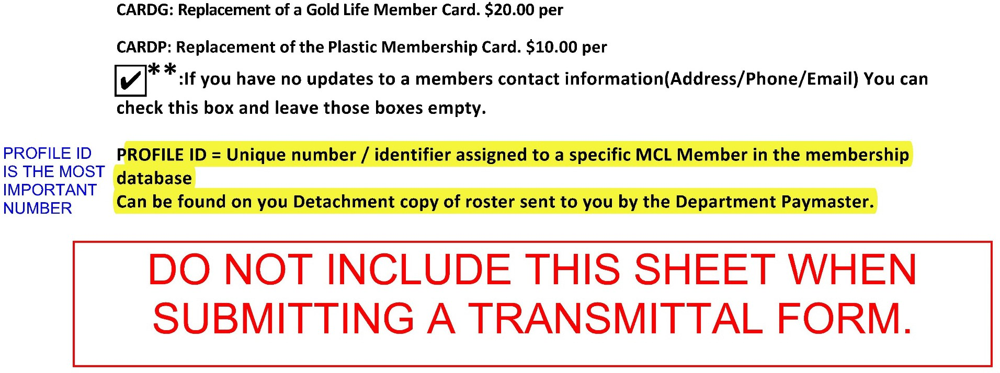 CARDG: Replacement of a Gold Life Member Card. $20.00 per
CARDP: Replacement of the Plastic Membership Card. $10.00 per
✔**:If you have no updates to a members contact information(Address/Phone/Email) You can
check this box and leave those boxes empty.
PROFILE ID
IS THE MOST
IMPORTANT
NUMBER
PROFILE ID = Unique number / identifier assigned to a specific MCL Member in the membership
database
Can be found on you Detachment copy of roster sent to you by the Department Paymaster.
DO NOT INCLUDE THIS SHEET WHEN
SUBMITTING A TRANSMITTAL FORM.